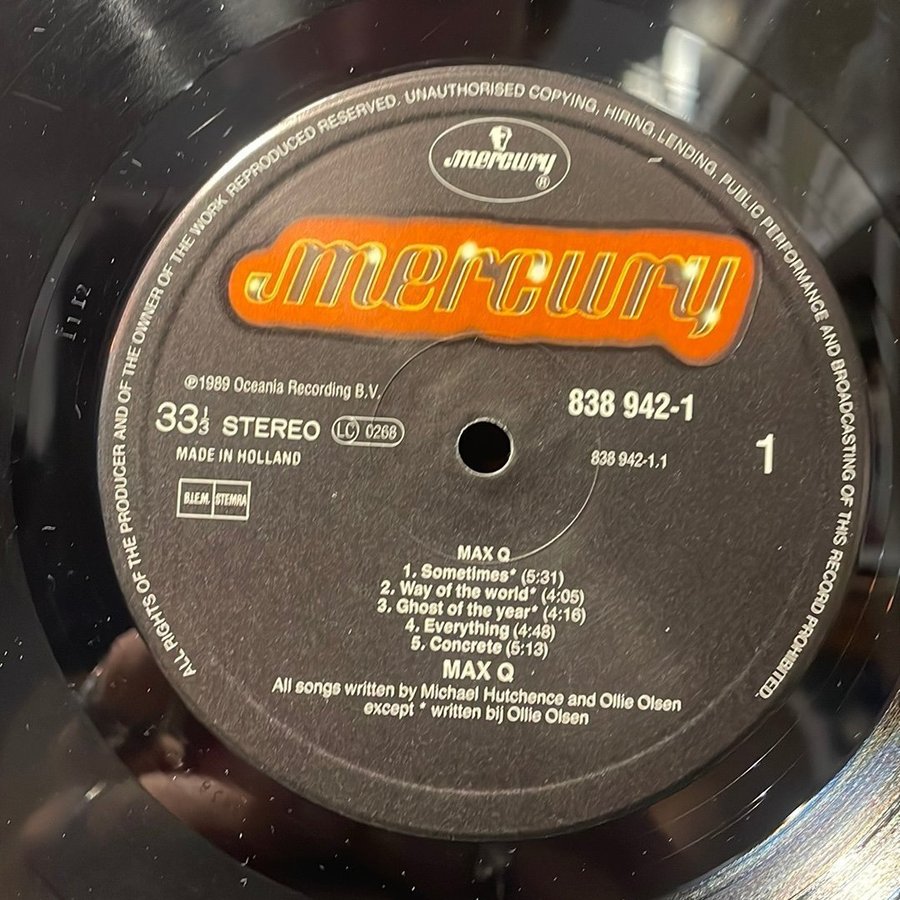 ALL RIGHTS OF THE PRODUCER AND OF THE OWNER OF THE WORK REPRODUCED RESERVED. UNAUTHORISED COPYING, HIRING, LENDING, PUBLIC PERFORMANCE AND BROADCASTING OF THIS RECORD PROHIBITED.
mercury
®
mercury
℗1989 Oceania Recording B.V.
33⅓ STEREO LC 0268
MADE IN HOLLAND
B.I.E.M. STEMRA
838 942-1
838 942-1.1
1
MAX Q
1. Sometimes* (5:31)
2. Way of the world* (4:05)
3. Ghost of the year* (4:16)
4. Everything (4:48)
5. Concrete (5:13)
MAX Q
All songs written by Michael Hutchence and Ollie Olsen
except * written bij Ollie Olsen